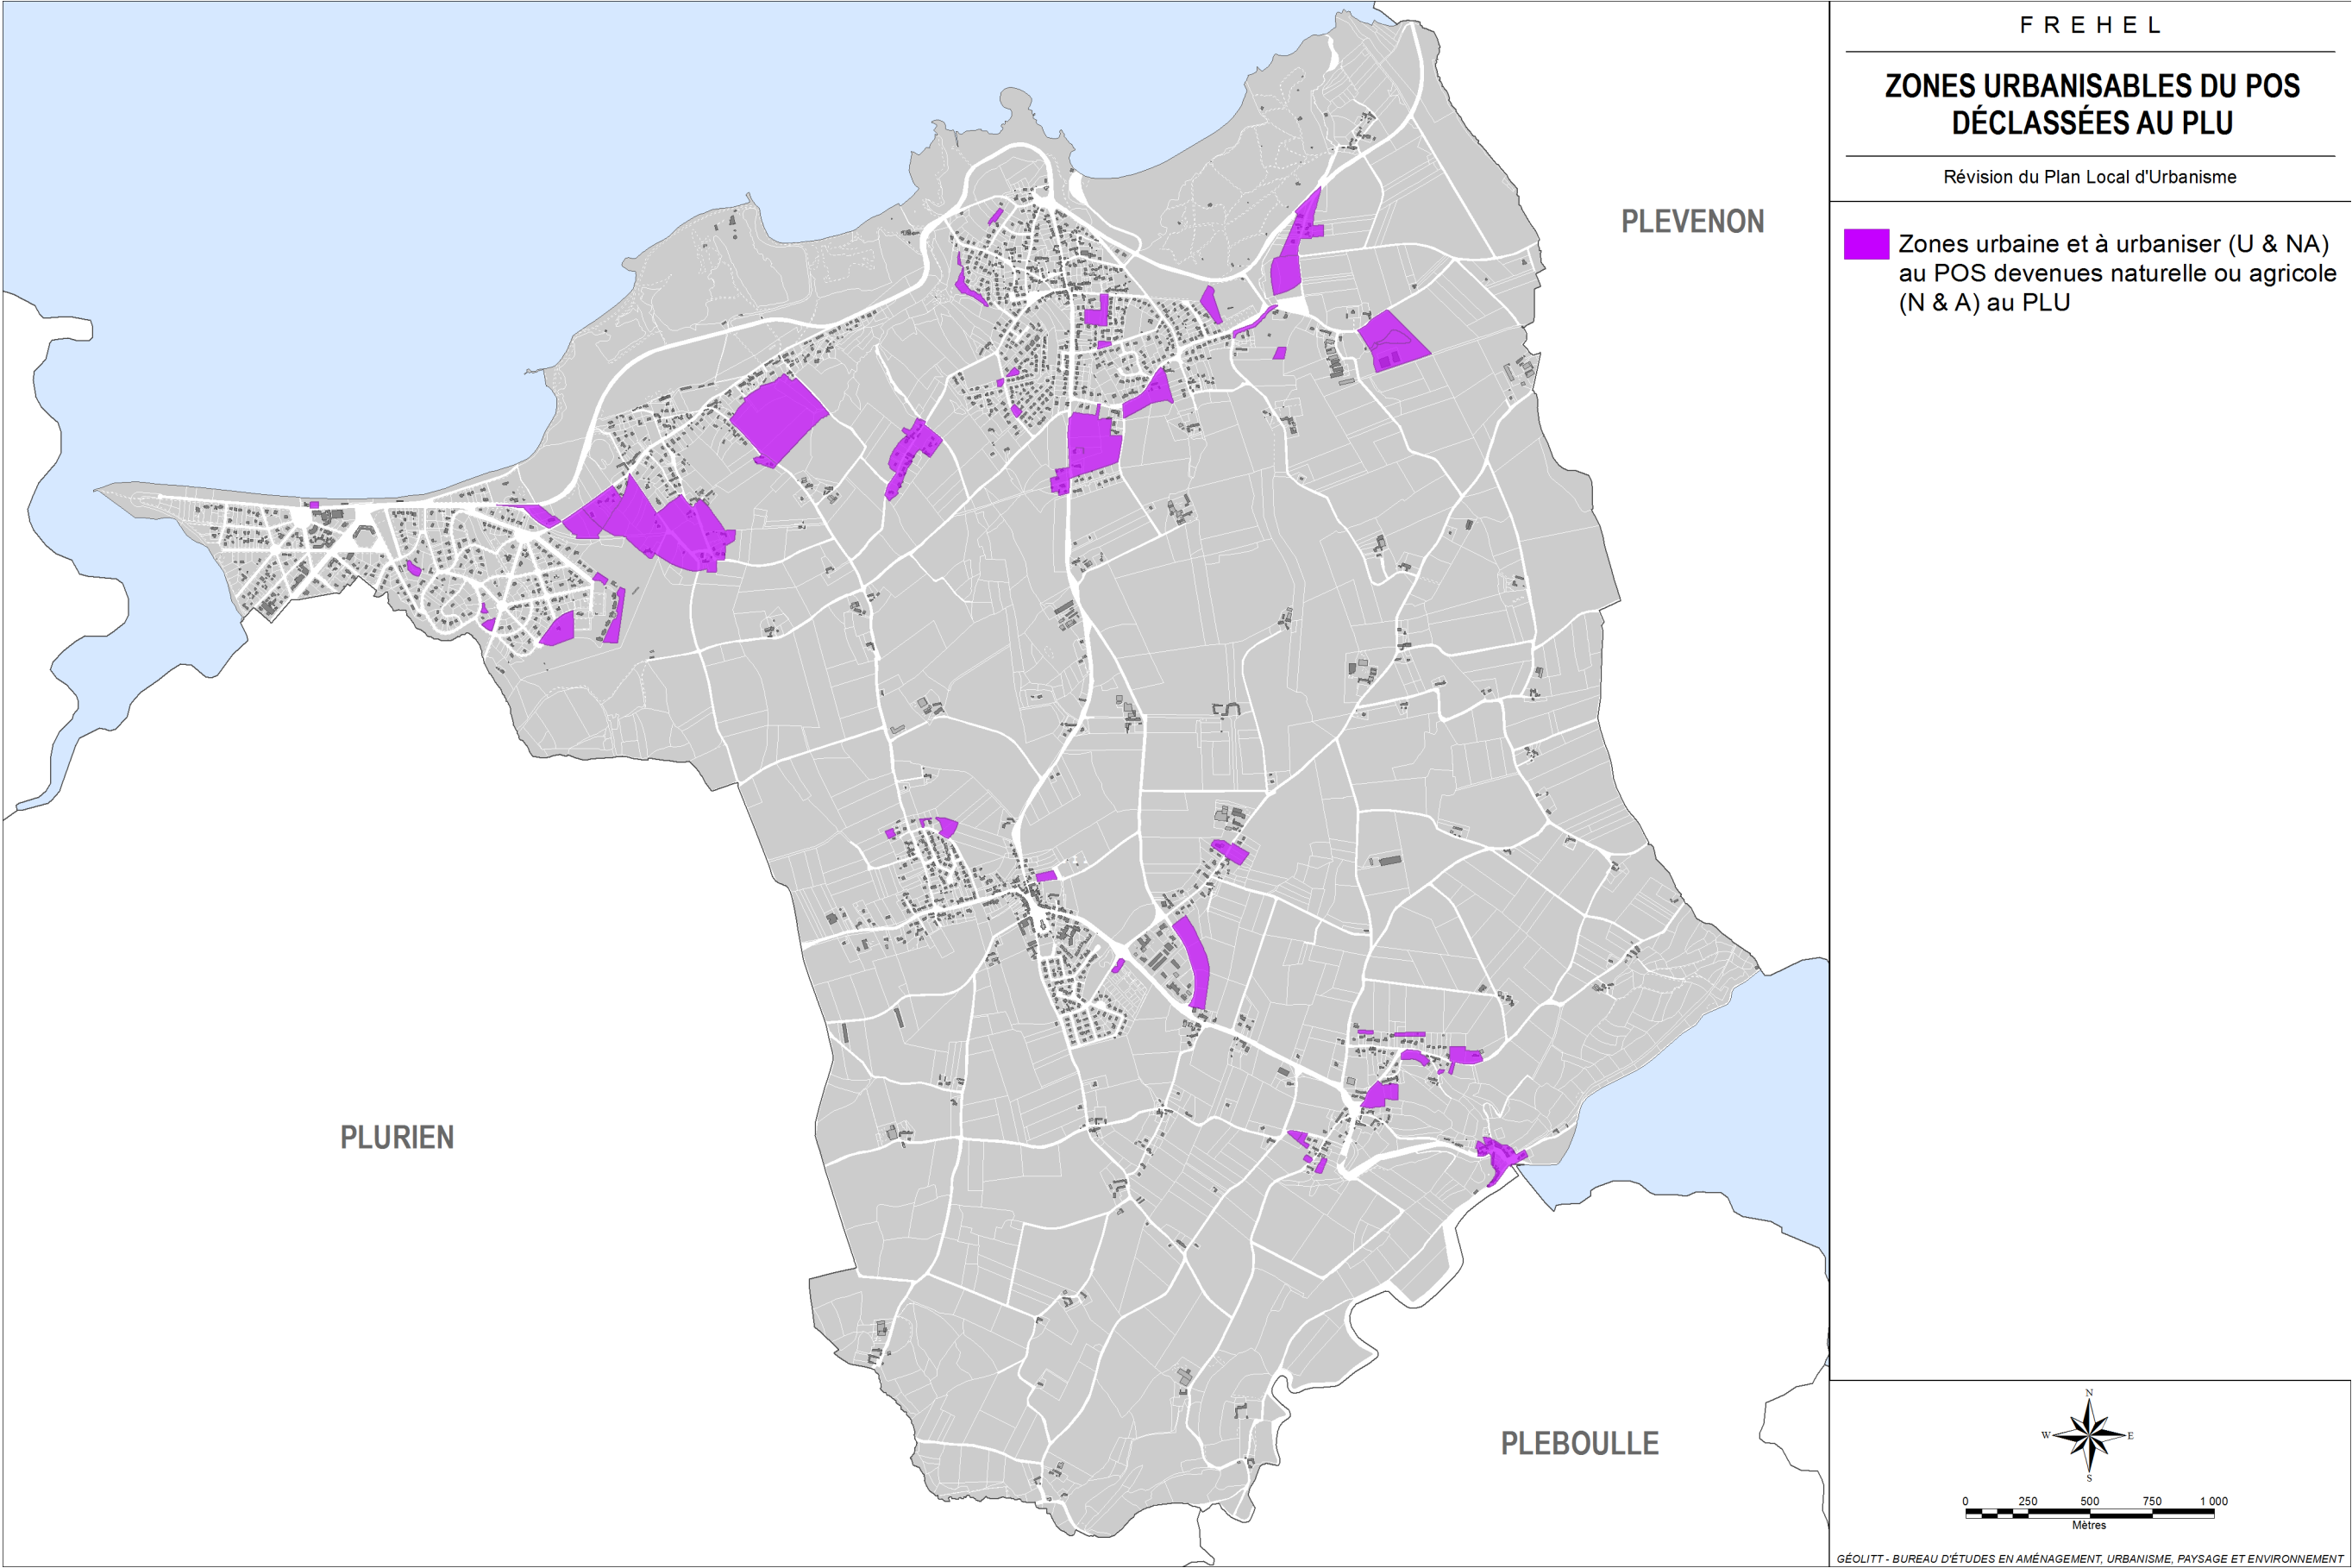 F R E H E L
ZONES URBANISABLES DU POS
DÉCLASSÉES AU PLU
Révision du Plan Local d'Urbanisme
Zones urbaine et à urbaniser (U & NA)
au POS devenues naturelle ou agricole
(N & A) au PLU
PLEVENON
PLURIEN
PLEBOULLE
N
W E
S
0 250 500 750 1 000
Mètres
GÉOLITT - BUREAU D'ÉTUDES EN AMÉNAGEMENT, URBANISME, PAYSAGE ET ENVIRONNEMENT